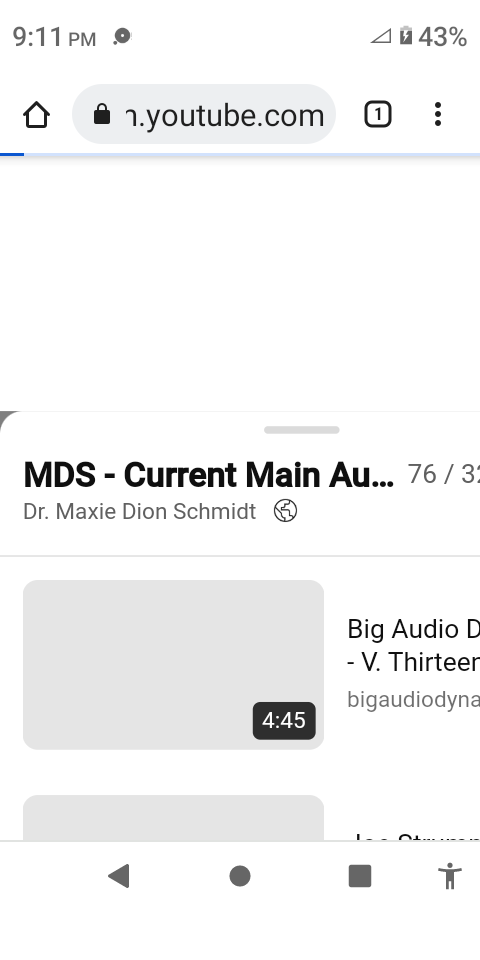 9:11 PM
43%
n.youtube.com
1
MDS - Current Main Au... 76 / 32
Dr. Maxie Dion Schmidt
Big Audio D
- V. Thirteen
bigaudiodyna
4:45